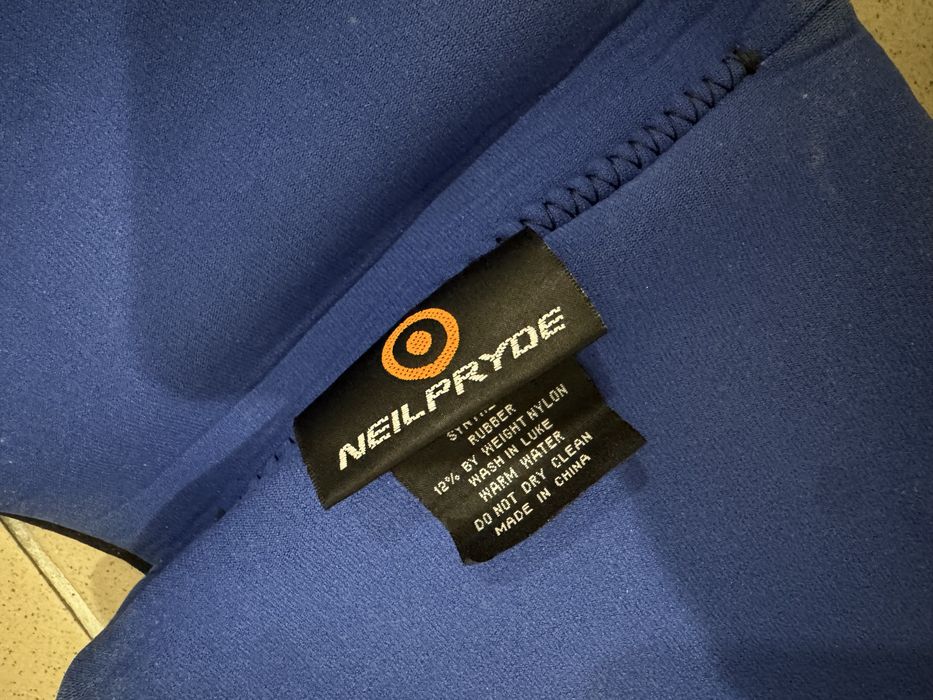 NEILPRYDE
RUBBER
12% BY WEIGHT NYLON
WASH IN LUKE
WARM WATER
DO NOT DRY CLEAN
MADE IN CHINA